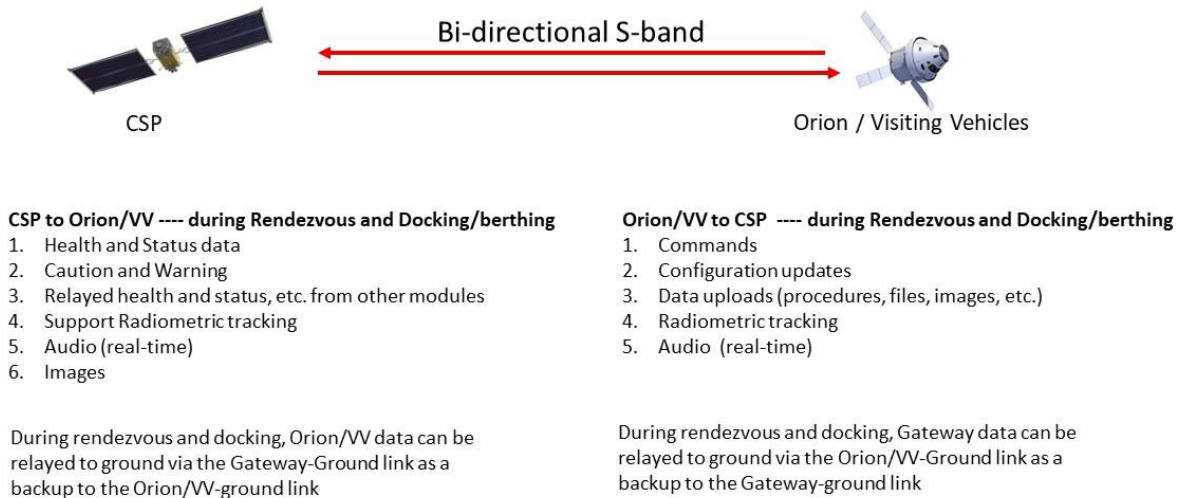 Bi-directional S-band
CSP
Orion / Visiting Vehicles
CSP to Orion/VV ---- during Rendezvous and Docking/berthing
1. Health and Status data
2. Caution and Warning
3. Relayed health and status, etc. from other modules
4. Support Radiometric tracking
5. Audio (real-time)
6. Images
During rendezvous and docking, Orion/VV data can be
relayed to ground via the Gateway-Ground link as a
backup to the Orion/VV-ground link
Orion/VV to CSP ---- during Rendezvous and Docking/berthing
1. Commands
2. Configuration updates
3. Data uploads (procedures, files, images, etc.)
4. Radiometric tracking
5. Audio (real-time)
During rendezvous and docking, Gateway data can be
relayed to ground via the Orion/VV-Ground link as a
backup to the Gateway-ground link